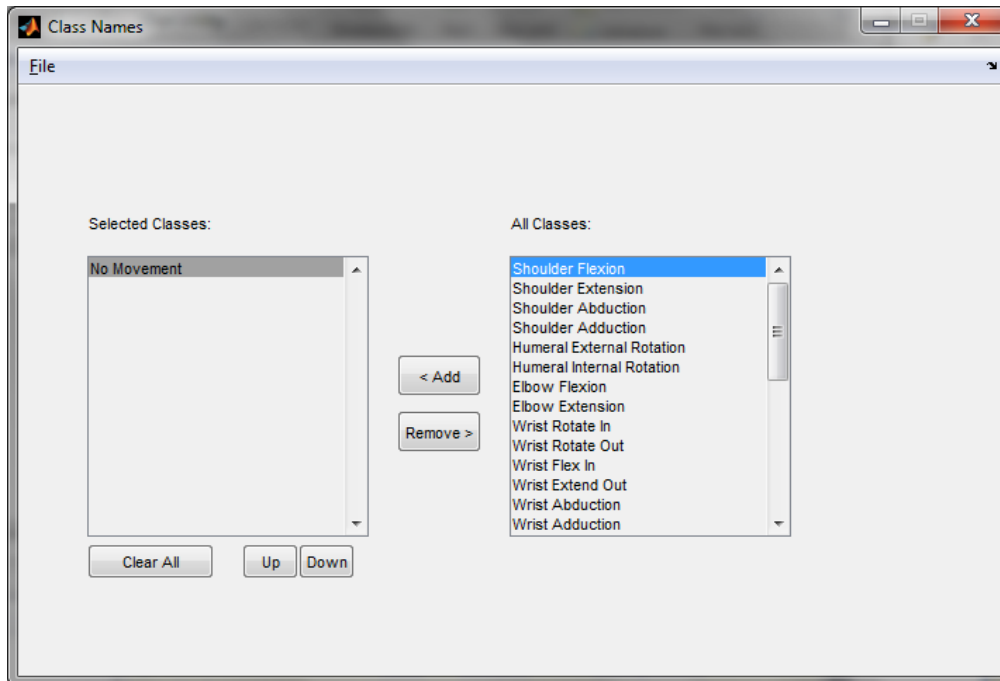 Class Names
File
Selected Classes:
No Movement
Clear All
Up
Down
< Add
Remove >
All Classes:
Shoulder Flexion
Shoulder Extension
Shoulder Abduction
Shoulder Adduction
Humeral External Rotation
Humeral Internal Rotation
Elbow Flexion
Elbow Extension
Wrist Rotate In
Wrist Rotate Out
Wrist Flex In
Wrist Extend Out
Wrist Abduction
Wrist Adduction